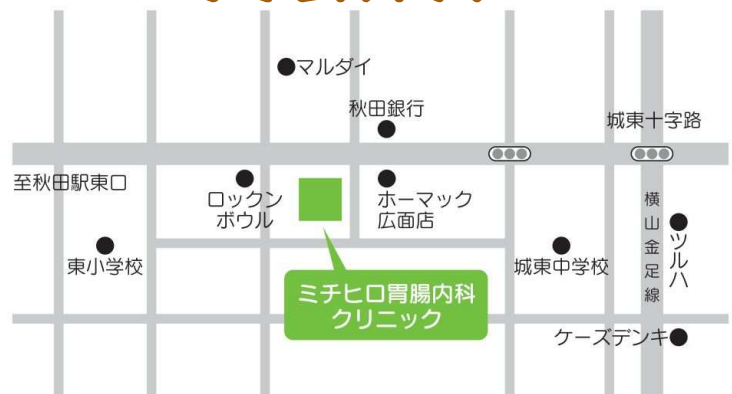 マルダイ
秋田銀行
城東十字路
至秋田駅東口
ロックン
ボウル
ホーマック
広面店
横山金足線
ツルハ
東小学校
城東中学校
ミチヒロ胃腸内科
クリニック
ケーズデンキ